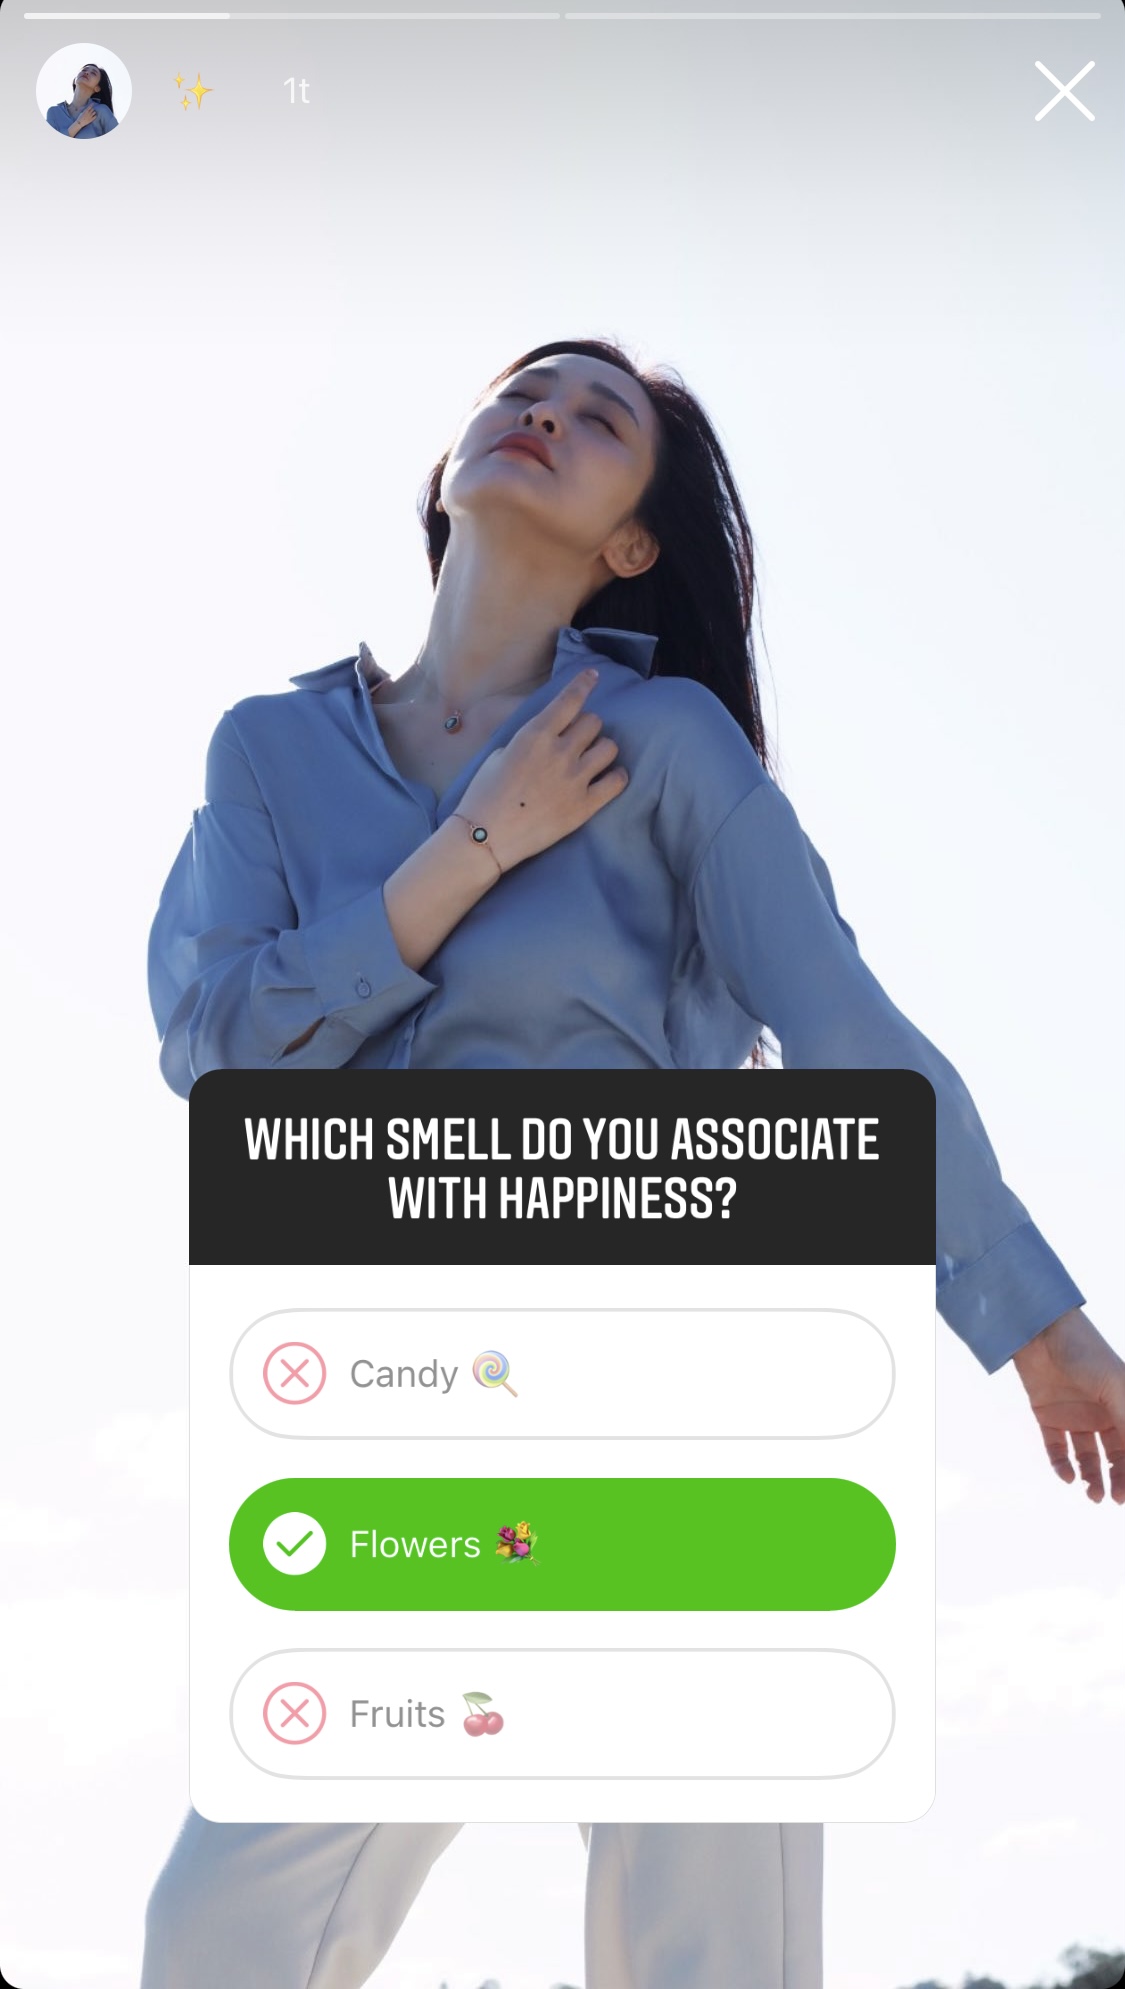 ✨ 1t
WHICH SMELL DO YOU ASSOCIATE
WITH HAPPINESS?
Candy 🍭
Flowers 💐
Fruits 🍒